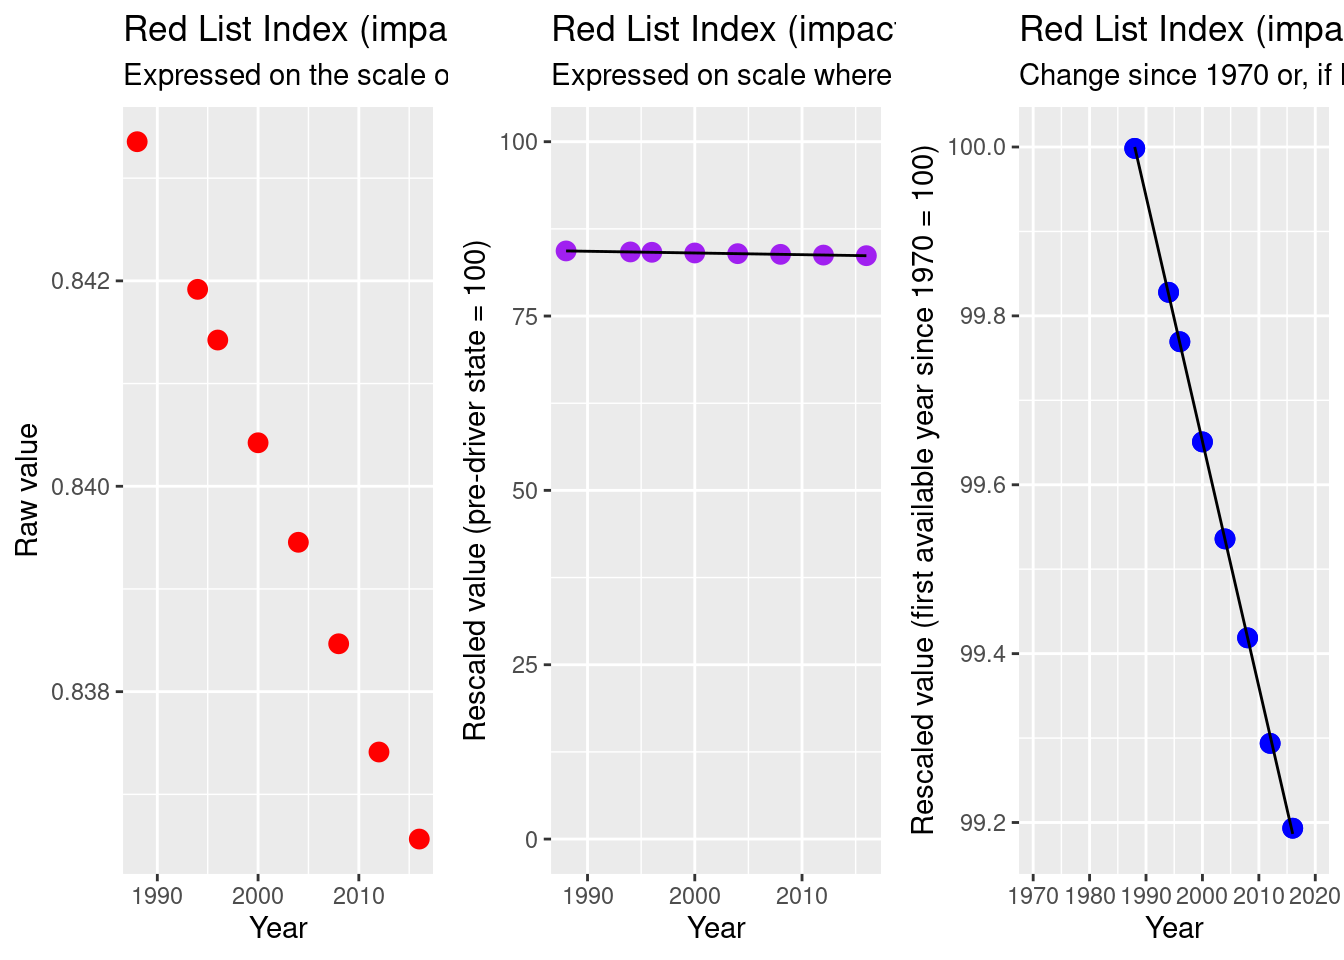 Red List Index (impa
Expressed on the scale o
Raw value
0.842
0.840
0.838
1990 2000 2010
Year
Red List Index (impact
Expressed on scale where
Rescaled value (pre-driver state = 100)
100
75
50
25
0
1990 2000 2010
Year
Red List Index (impa
Change since 1970 or, if
Rescaled value (first available year since 1970 = 100)
100.0
99.8
99.6
99.4
99.2
1970 1980 1990 2000 2010 2020
Year